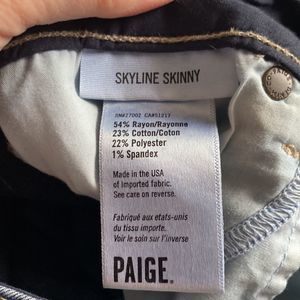 SKYLINE SKINNY
RN#27002 CA#51217
54% Rayon/Rayonne
23% Cotton/Coton
22% Polyester
1% Spandex
Made in the USA
of imported fabric.
See care on reverse.
Fabriqué aux etats-unis
du tissu importé
Voir le soin sur l'inverse
PAIGE.